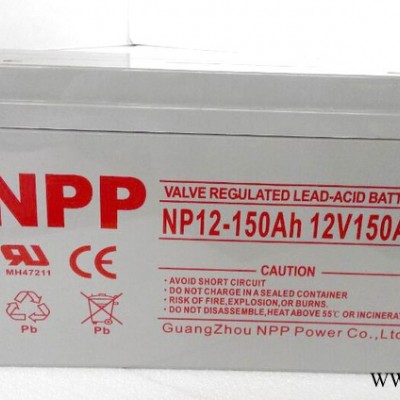 NPP
VALVE REGULATED LEAD-ACID BATT
NP12-150Ah 12V150A
MH47211
CE
CAUTION
• AVOID SHORT CIRCUIT
• DO NOT CHARGE IN A SEALED CONTAINER
• RISK OF FIRE,EXPLOSION,OR BURNS.
DO NOT DISASSEMBLE, HEAT ABOVE 55℃ OR INCINERATE
Pb
Pb
GuangZhou NPP Power Co.,Ltd
www